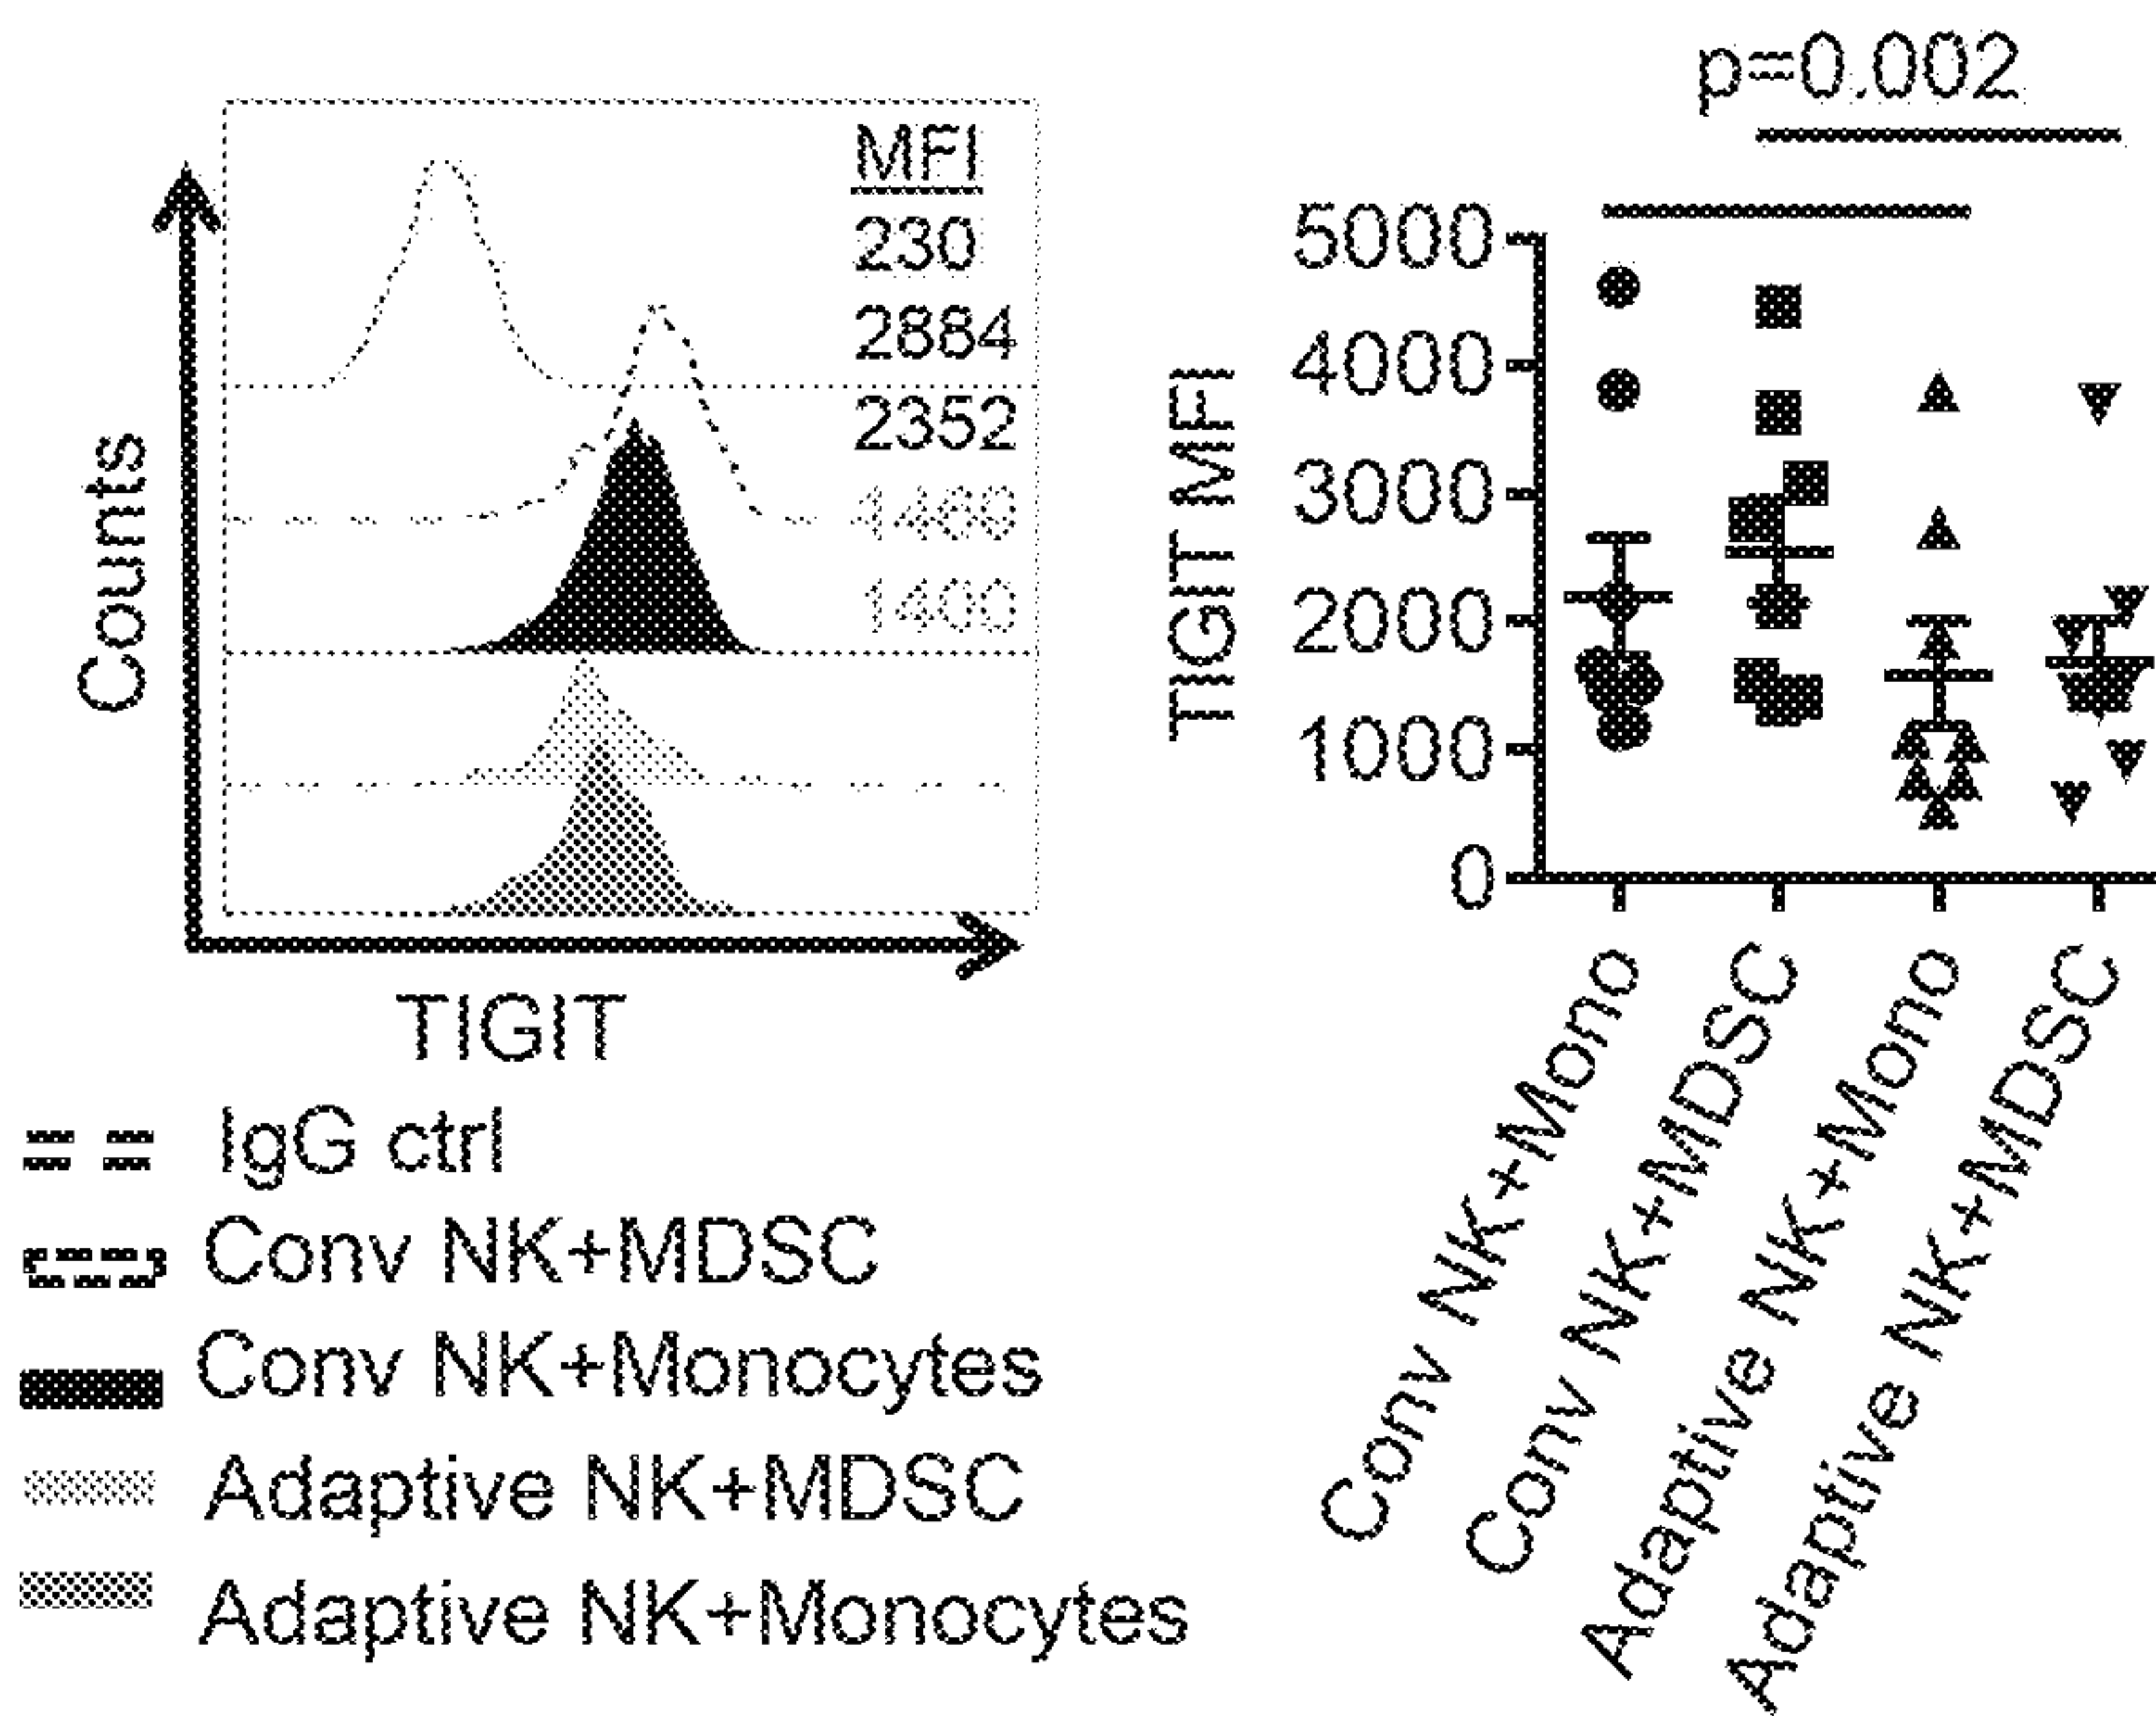 MFI
230
2884
2352
1400
Counts
TIGIT
IgG ctrl
Conv NK+MDSC
Conv NK+Monocytes
Adaptive NK+MDSC
Adaptive NK+Monocytes
p=0.002
TIGIT MFI
5000
4000
3000
2000
1000
0
Conv NK+Mono
Conv NK+MDSC
Adaptive NK+Mono
Adaptive NK+MDSC